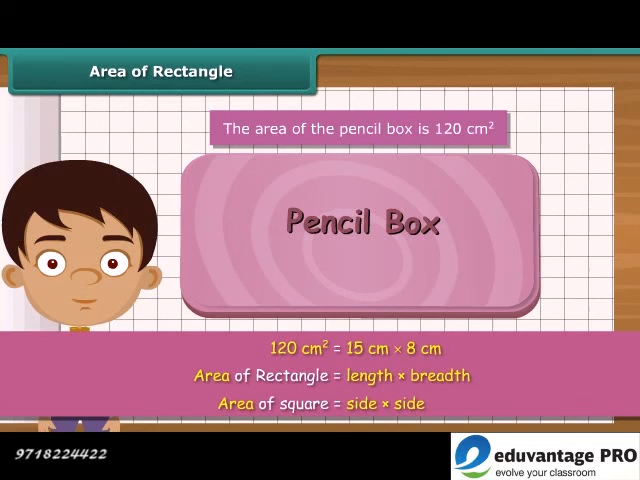 Area of Rectangle
The area of the pencil box is 120 cm²
Pencil Box
120 cm² = 15 cm × 8 cm
Area of Rectangle = length × breadth
Area of square = side × side
9718224422
eduvantage PRO
evolve your classroom